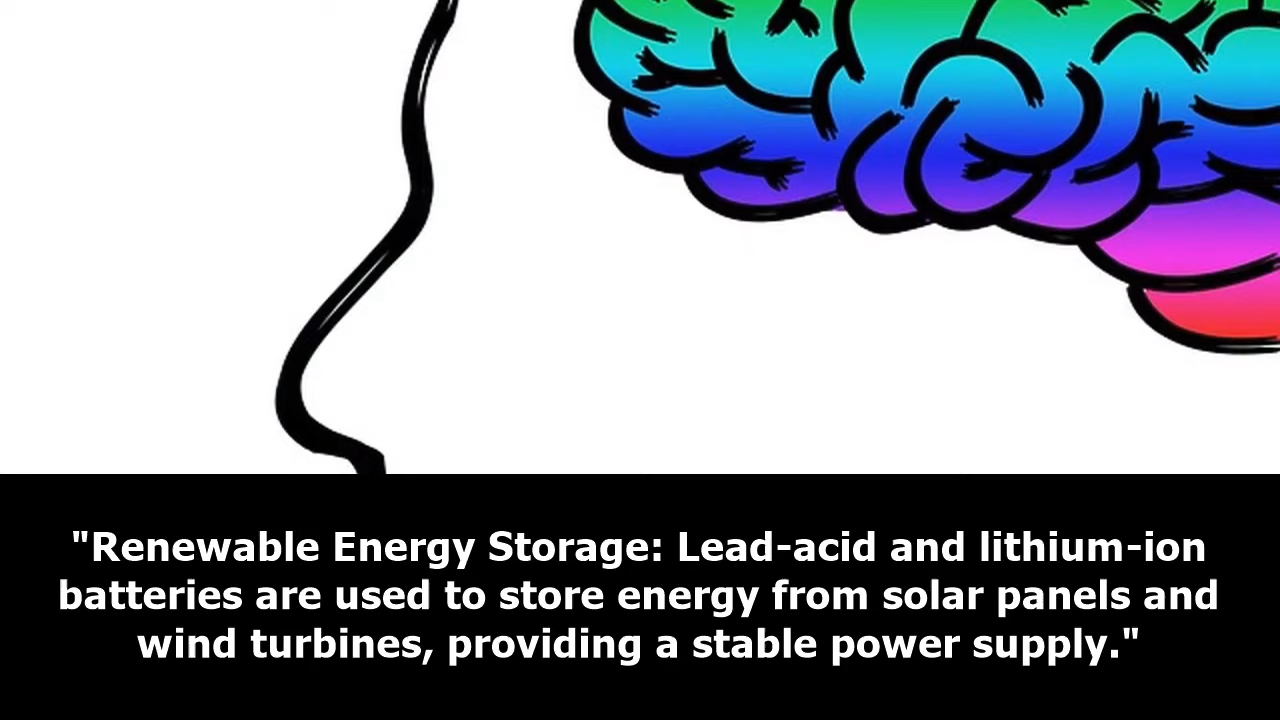 "Renewable Energy Storage: Lead-acid and lithium-ion
batteries are used to store energy from solar panels and
wind turbines, providing a stable power supply."